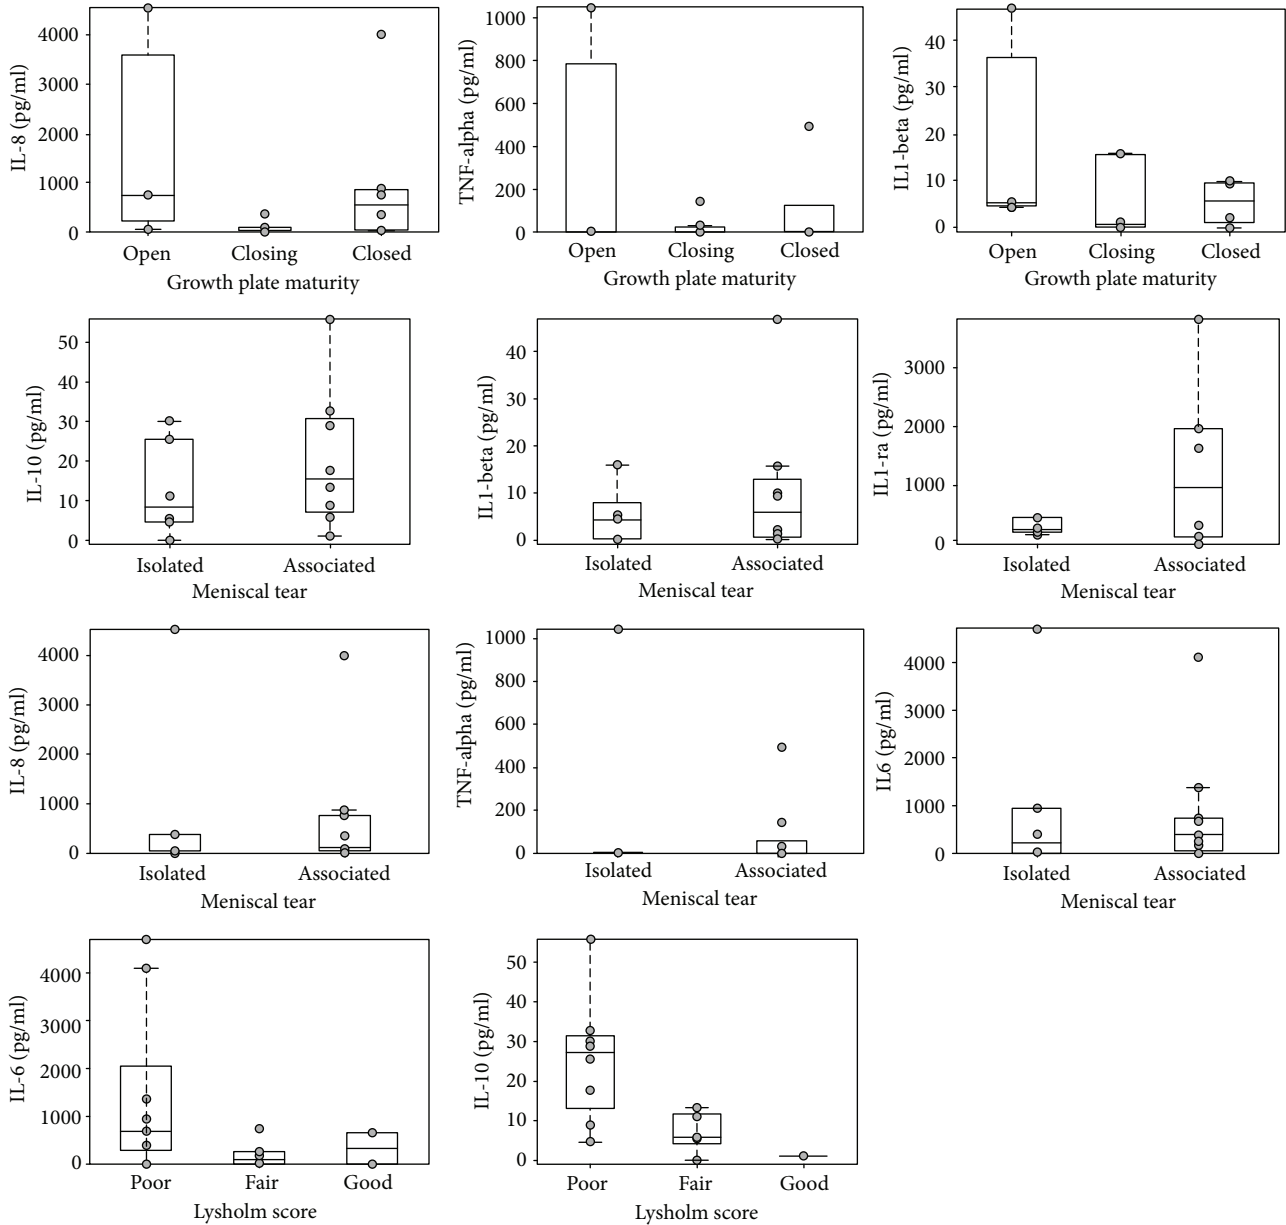 IL-8 (pg/ml)
4000
3000
2000
1000
0
Open Closing Closed
Growth plate maturity
TNF-alpha (pg/ml)
1000
800
600
400
200
0
Open Closing Closed
Growth plate maturity
IL1-beta (pg/ml)
40
30
20
10
0
Open Closing Closed
Growth plate maturity
IL-10 (pg/ml)
50
40
30
20
10
0
Isolated Associated
Meniscal tear
IL1-beta (pg/ml)
40
30
20
10
0
Isolated Associated
Meniscal tear
IL1-ra (pg/ml)
3000
2000
1000
0
Isolated Associated
Meniscal tear
IL-8 (pg/ml)
4000
3000
2000
1000
0
Isolated Associated
Meniscal tear
TNF-alpha (pg/ml)
1000
800
600
400
200
0
Isolated Associated
Meniscal tear
IL6 (pg/ml)
4000
3000
2000
1000
0
Isolated Associated
Meniscal tear
IL-6 (pg/ml)
4000
3000
2000
1000
0
Poor Fair Good
Lysholm score
IL-10 (pg/ml)
50
40
30
20
10
0
Poor Fair Good
Lysholm score